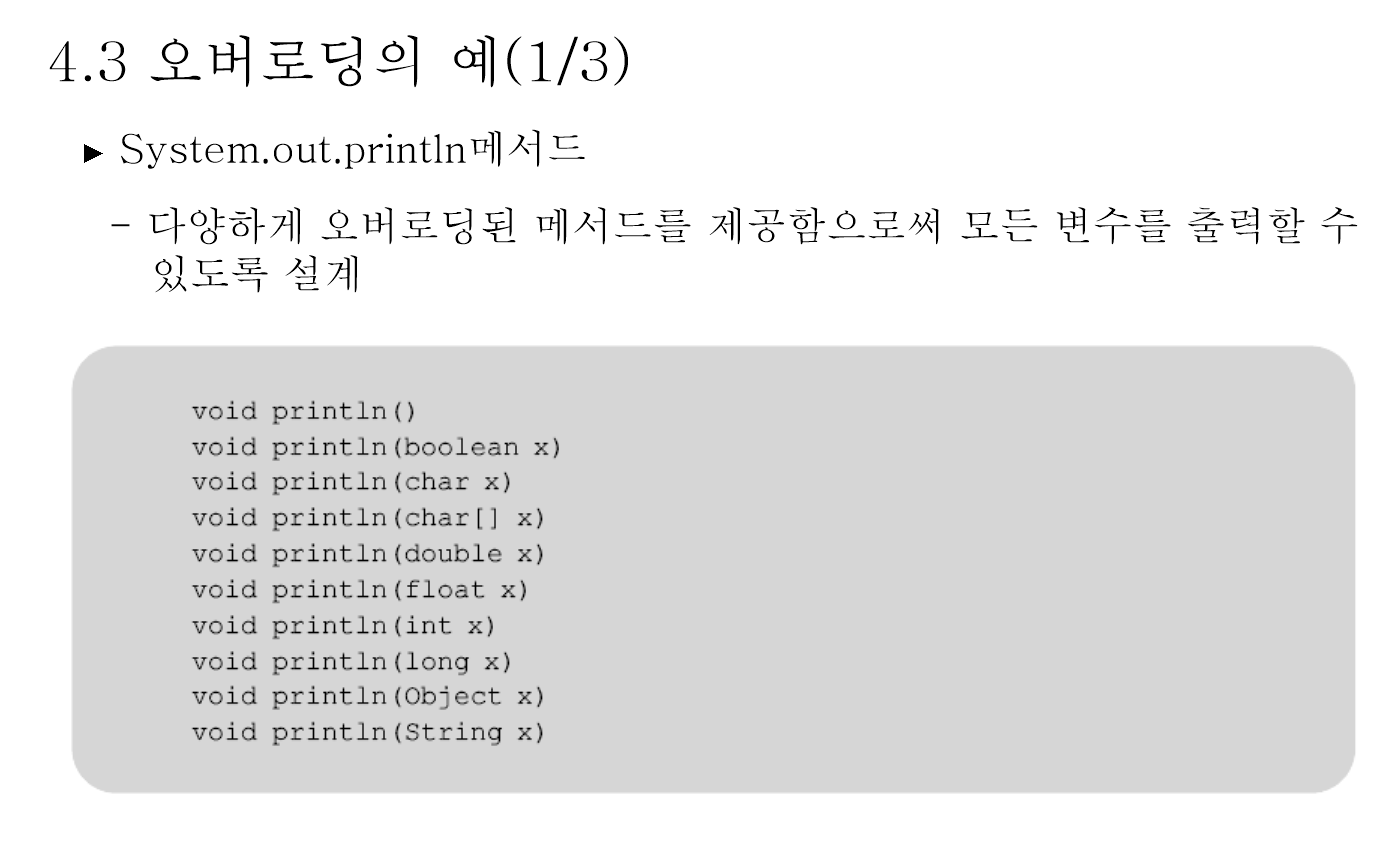 4.3 오버로딩의 예(1/3)
► System.out.println메서드
- 다양하게 오버로딩된 메서드를 제공함으로써 모든 변수를 출력할 수
있도록 설계
void println()
void println(boolean x)
void println(char x)
void println(char[] x)
void println(double x)
void println(float x)
void println(int x)
void println(long x)
void println(Object x)
void println(String x)